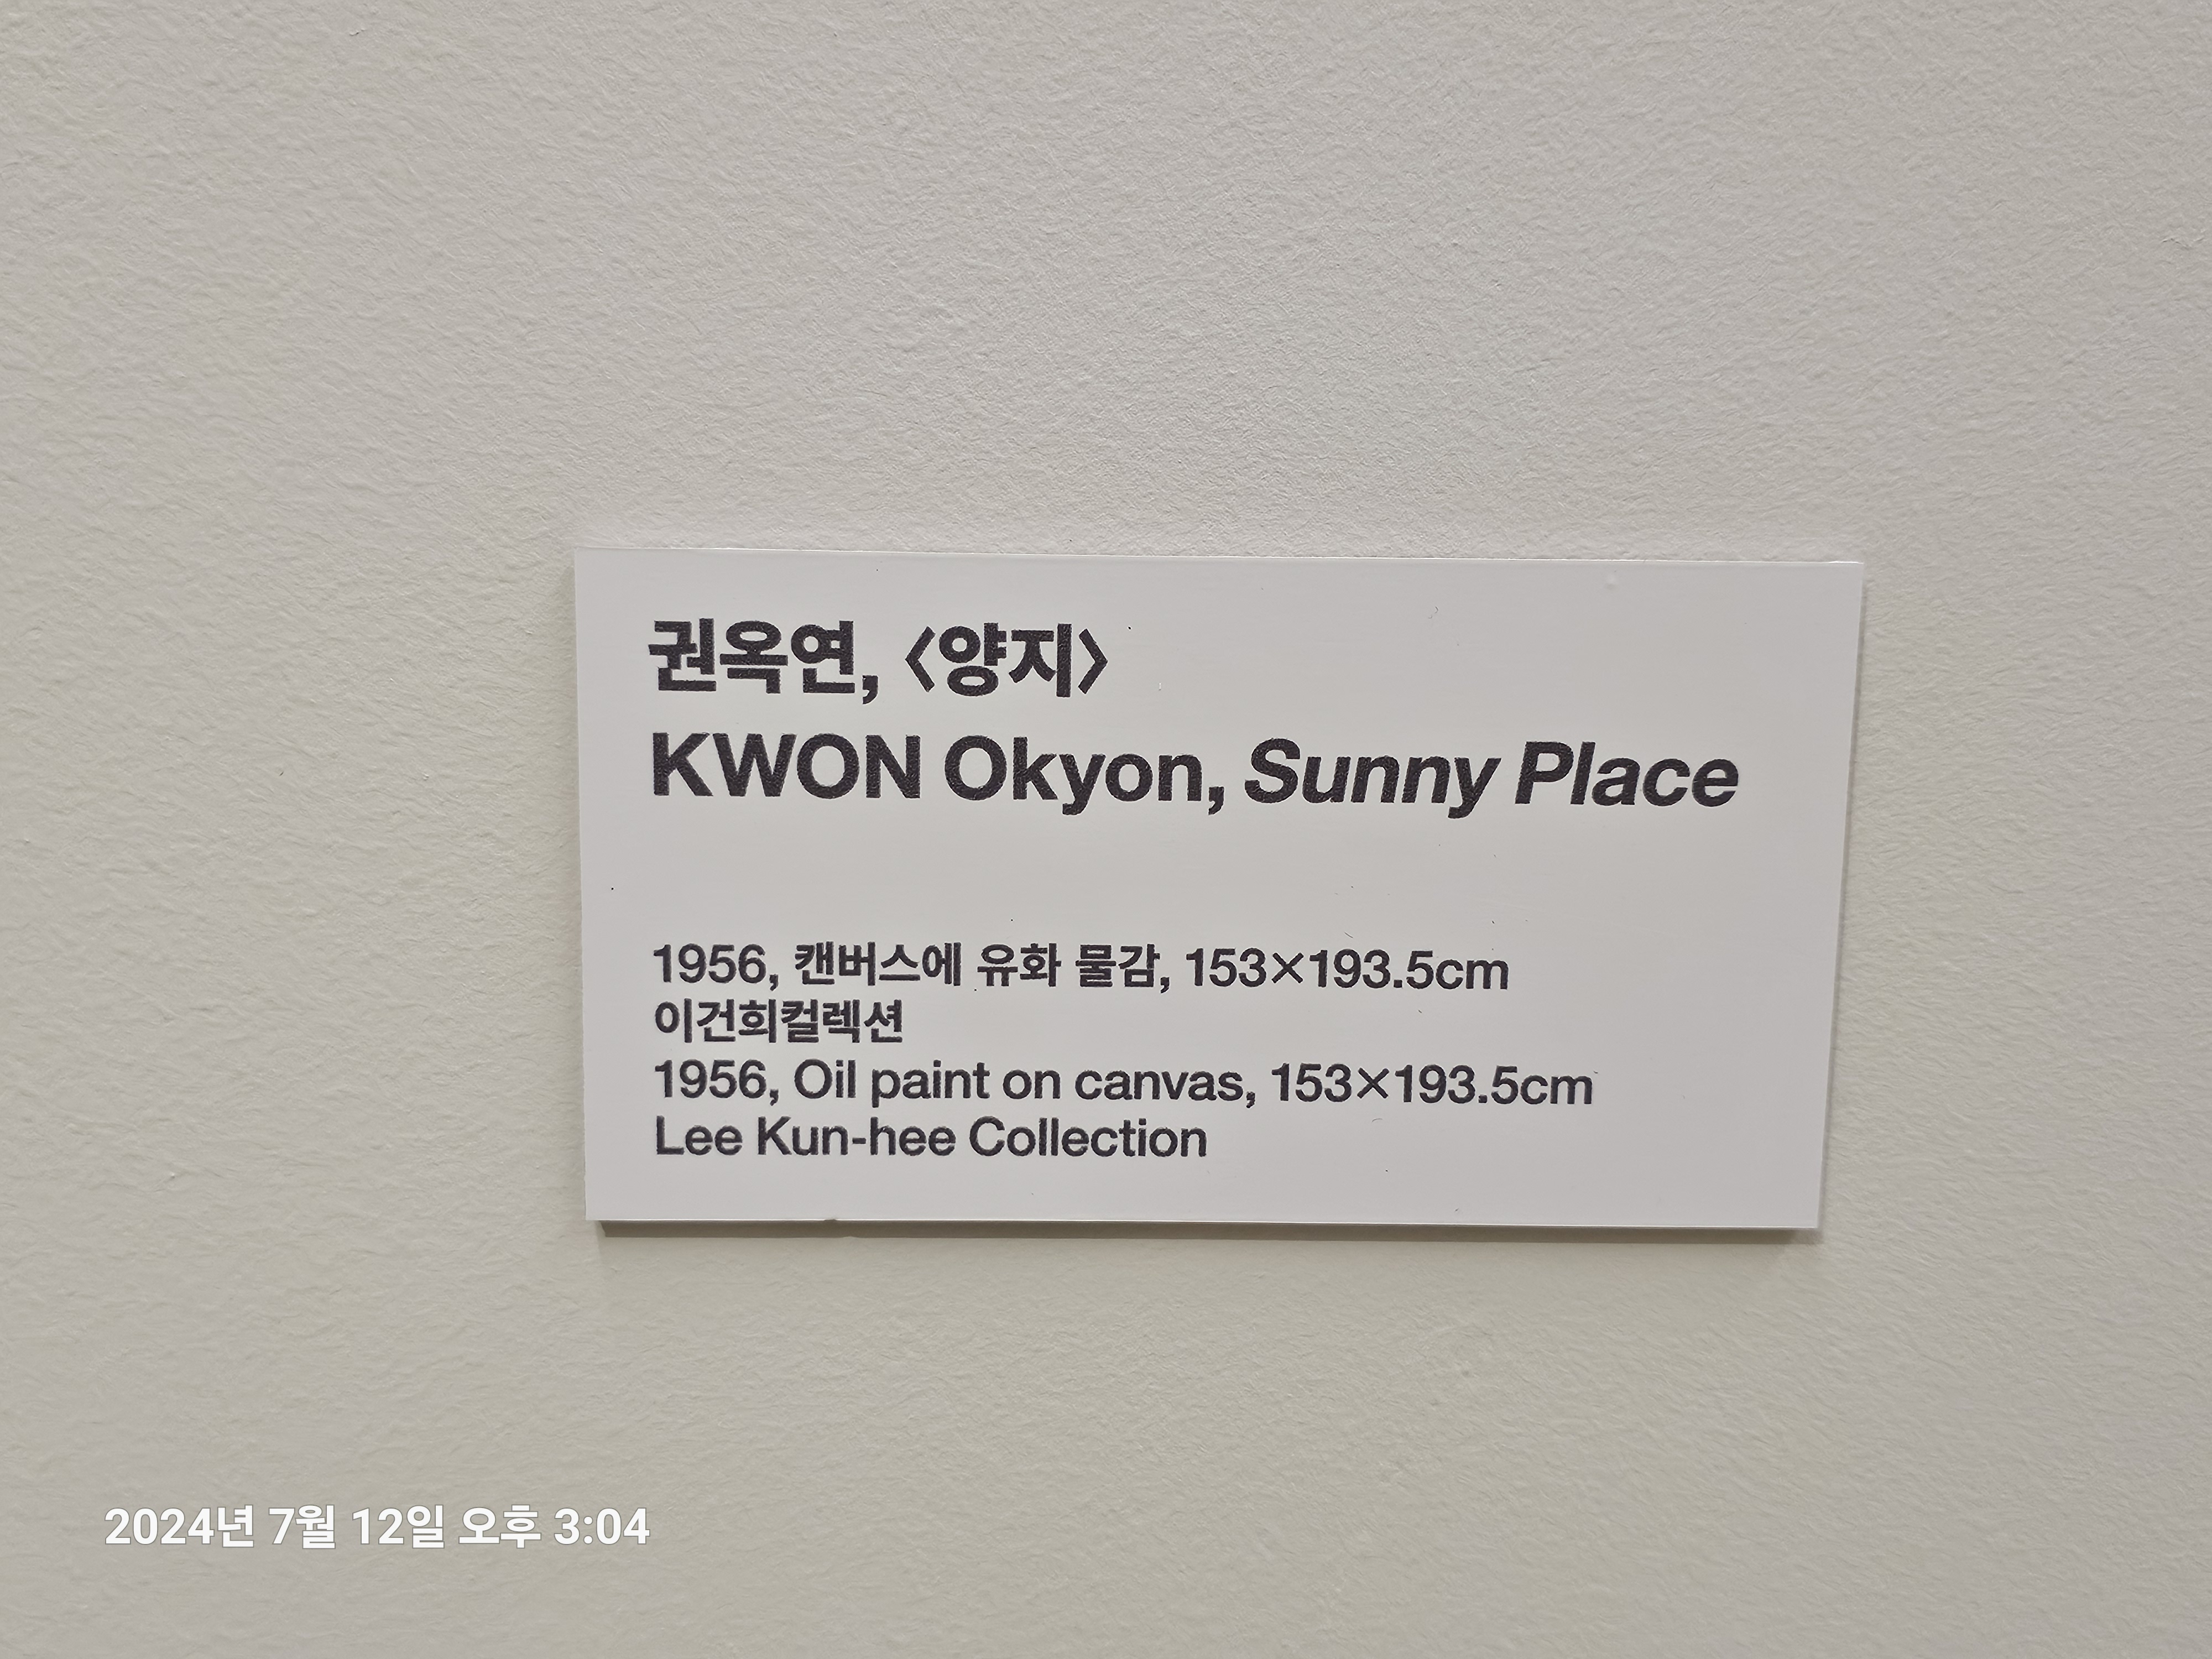 권옥연, 〈양지〉
KWON Okyon, Sunny Place
1956, 캔버스에 유화 물감, 153×193.5cm
이건희컬렉션
1956, Oil paint on canvas, 153×193.5cm
Lee Kun-hee Collection
2024년 7월 12일 오후 3:04